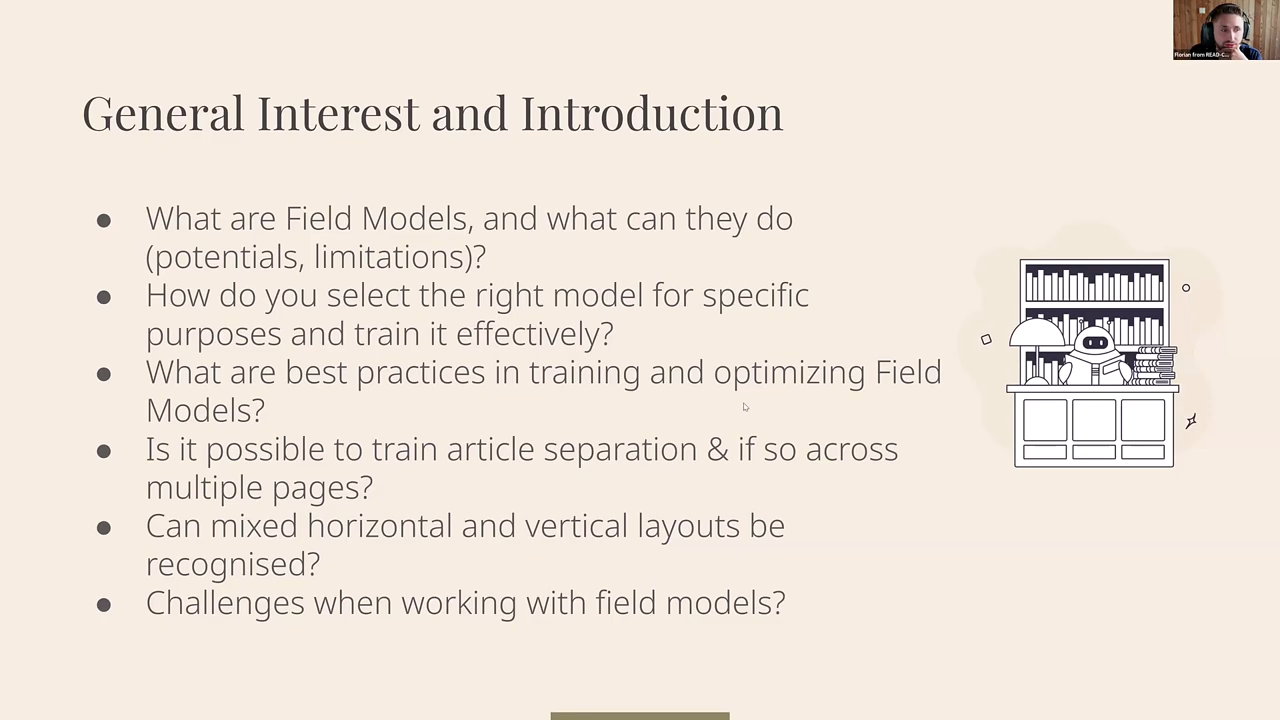 Florian from READ-C...
General Interest and Introduction
● What are Field Models, and what can they do
(potentials, limitations)?
● How do you select the right model for specific
purposes and train it effectively?
● What are best practices in training and optimizing Field
Models?
● Is it possible to train article separation & if so across
multiple pages?
● Can mixed horizontal and vertical layouts be
recognised?
● Challenges when working with field models?